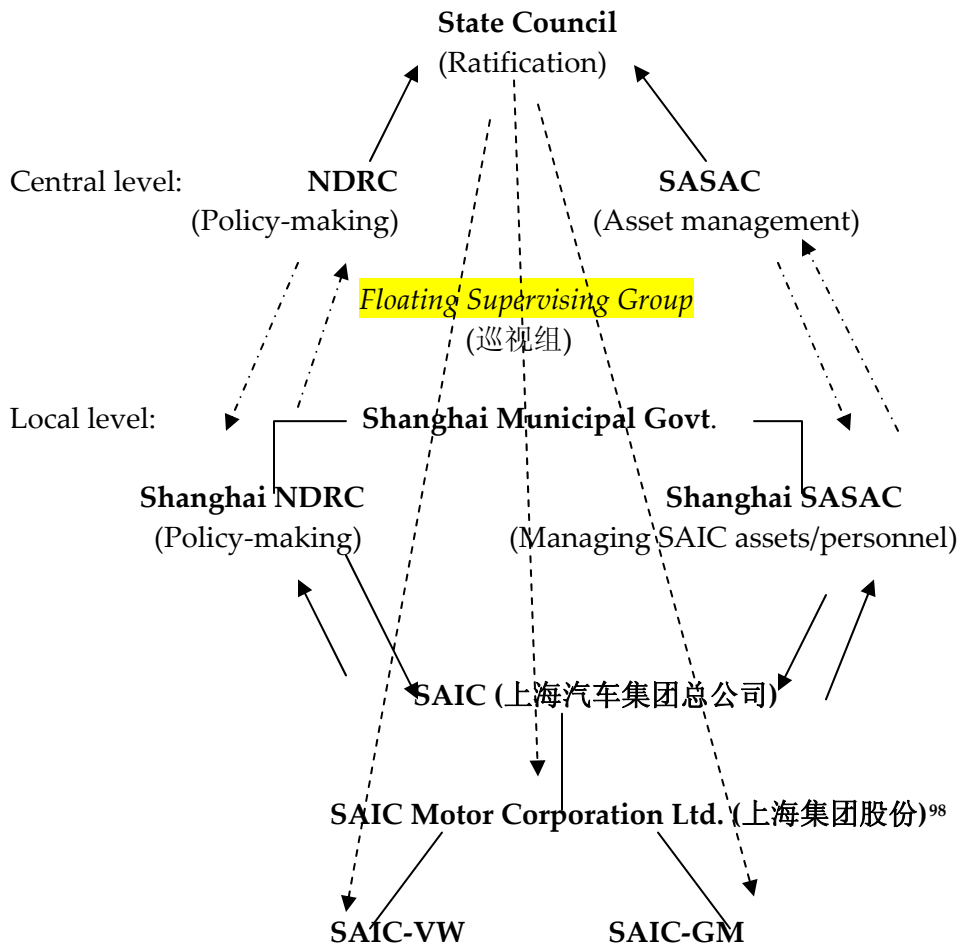 State Council
(Ratification)
Central level: NDRC SASAC
(Policy-making) (Asset management)
Floating Supervising Group
(巡视组)
Local level: Shanghai Municipal Govt.
Shanghai NDRC Shanghai SASAC
(Policy-making) (Managing SAIC assets/personnel)
SAIC (上海汽车集团总公司)
SAIC Motor Corporation Ltd. (上海集团股份)98
SAIC-VW SAIC-GM